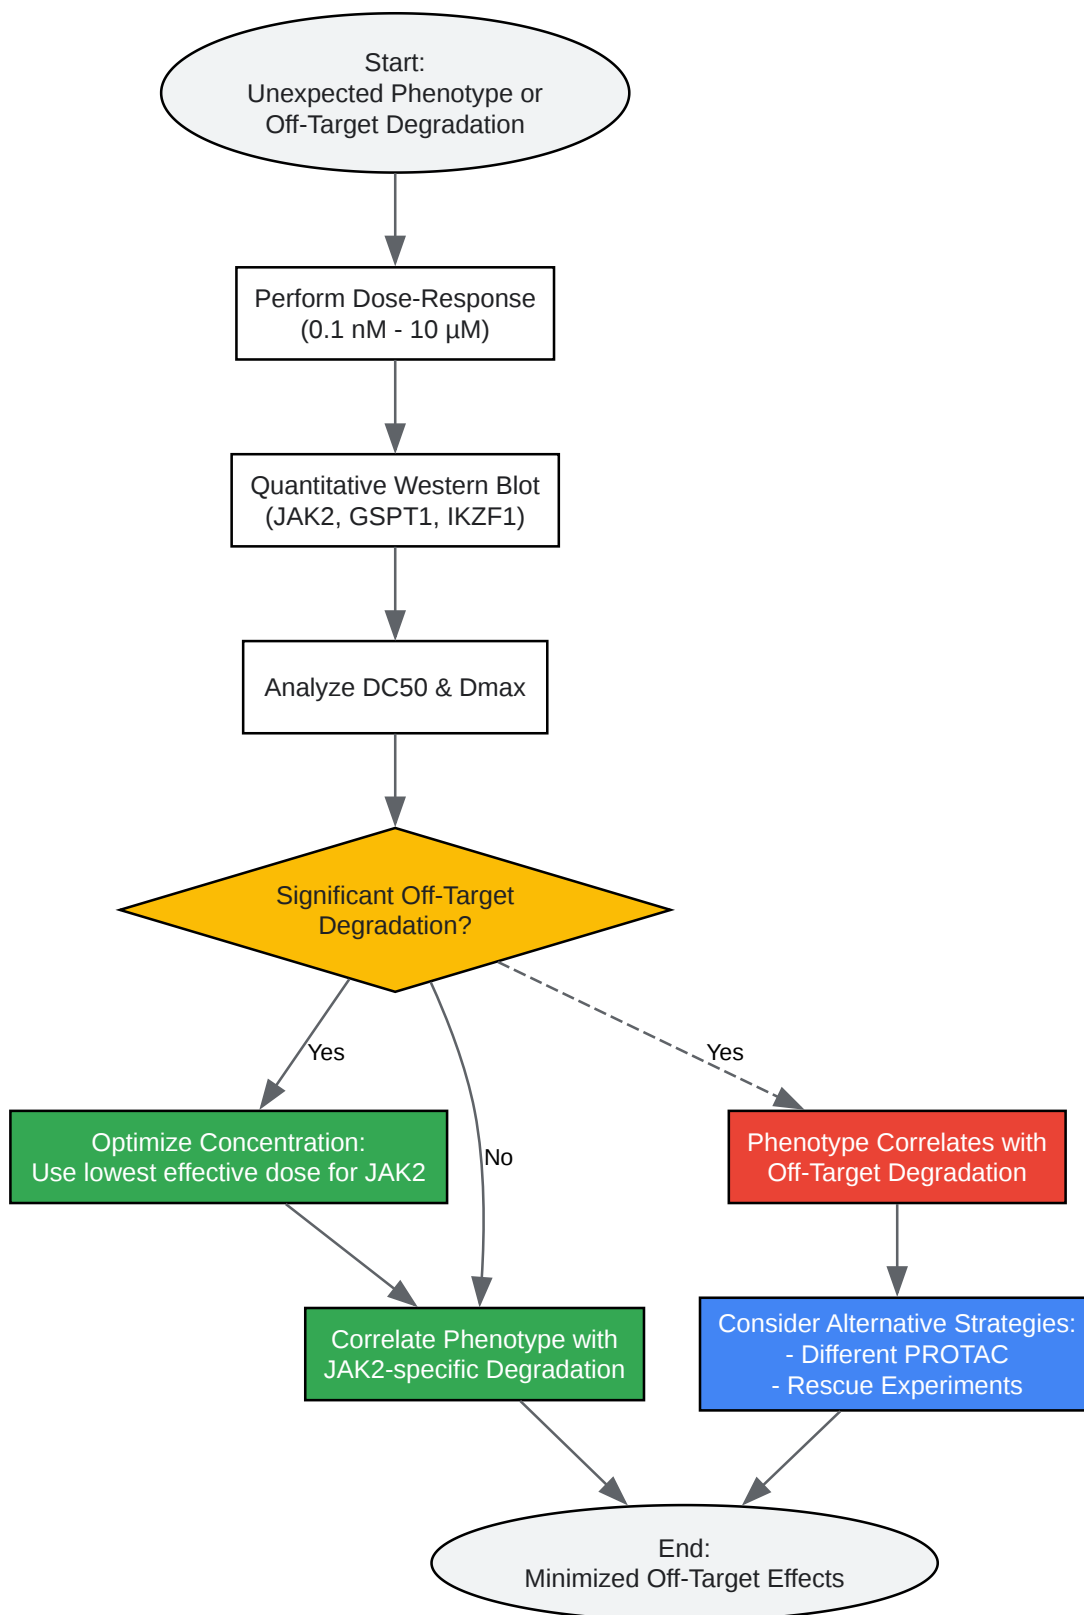 Start:
Unexpected Phenotype or
Off-Target Degradation
Perform Dose-Response
(0.1 nM - 10 µM)
Quantitative Western Blot
(JAK2, GSPT1, IKZF1)
Analyze DC50 & Dmax
Significant Off-Target
Degradation?
Yes
Yes
No
Optimize Concentration:
Use lowest effective dose for JAK2
Phenotype Correlates with
Off-Target Degradation
Correlate Phenotype with
JAK2-specific Degradation
Consider Alternative Strategies:
- Different PROTAC
- Rescue Experiments
End:
Minimized Off-Target Effects